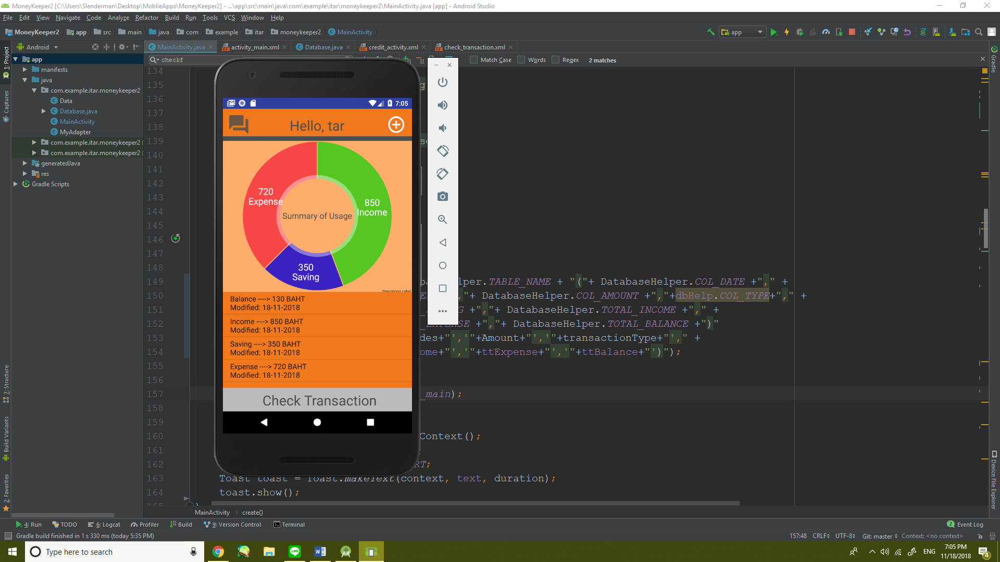 MoneyKeeper2 [C:\Users\Slenderman\Desktop\MoblieApps\MoneyKeeper2] - ...\app\src\main\java\com\example\itar\moneykeeper2\MainActivity.java [app] - Android Studio
File Edit View Navigate Code Analyze Refactor Build Run Tools VCS Window Help
MoneyKeeper2 app src main java com example itar moneykeeper2 MainActivity app
Android MainActivity.java activity_main.xml Database.java credit_activity.xml check_transaction.xml
checkf Match Case Words Regex 2 matches
1: Project
Captures
7: Structure
Build Variants
2: Favorites
Gradle
Device File Explorer
app
manifests
java
com.example.itar.moneykeeper2
Data
Database.java
MainActivity
MyAdapter
com.example.itar.moneykeeper2 (
com.example.itar.moneykeeper2 (
generatedJava
res
Gradle Scripts
134
135 g
136
137
138
139 se
140
141
142
143
144
145
146
147
148
149 lper.TABLE_NAME + "("+ DatabaseHelper.COL_DATE +"," +
150 ,"+ DatabaseHelper.COL_AMOUNT +","+dbHelp.COL_TYPE+"," +
151 G +","+ DatabaseHelper.TOTAL_INCOME +"," +
152 +","+ DatabaseHelper.TOTAL_BALANCE +")"
153 des+"','"+Amount+"','"+transactionType+"'," +
154 ome+"','"+ttExpense+"','"+ttBalance+"')");
155
156
157 _main);
158
159
160 Context();
161
162 RT;
163 Toast toast = Toast.makeText(context, text, duration);
164 toast.show();
165 }
7:05
Hello, tar
720
Expense
850
Income
Summary of Usage
350
Saving
Description Label
Balance ----> 130 BAHT
Modified: 18-11-2018
Income ----> 850 BAHT
Modified: 18-11-2018
Saving ----> 350 BAHT
Modified: 18-11-2018
Expense ----> 720 BAHT
Modified: 18-11-2018
Check Transaction
MainActivity create()
4: Run TODO 6: Logcat Profiler Build 9: Version Control Terminal 2 Event Log
Gradle build finished in 1 s 330 ms (today 5:35 PM) 157:48 CRLF UTF-8 Git: master Context: <no context>
Type here to search LINE ENG 7:05 PM
11/18/2018 4